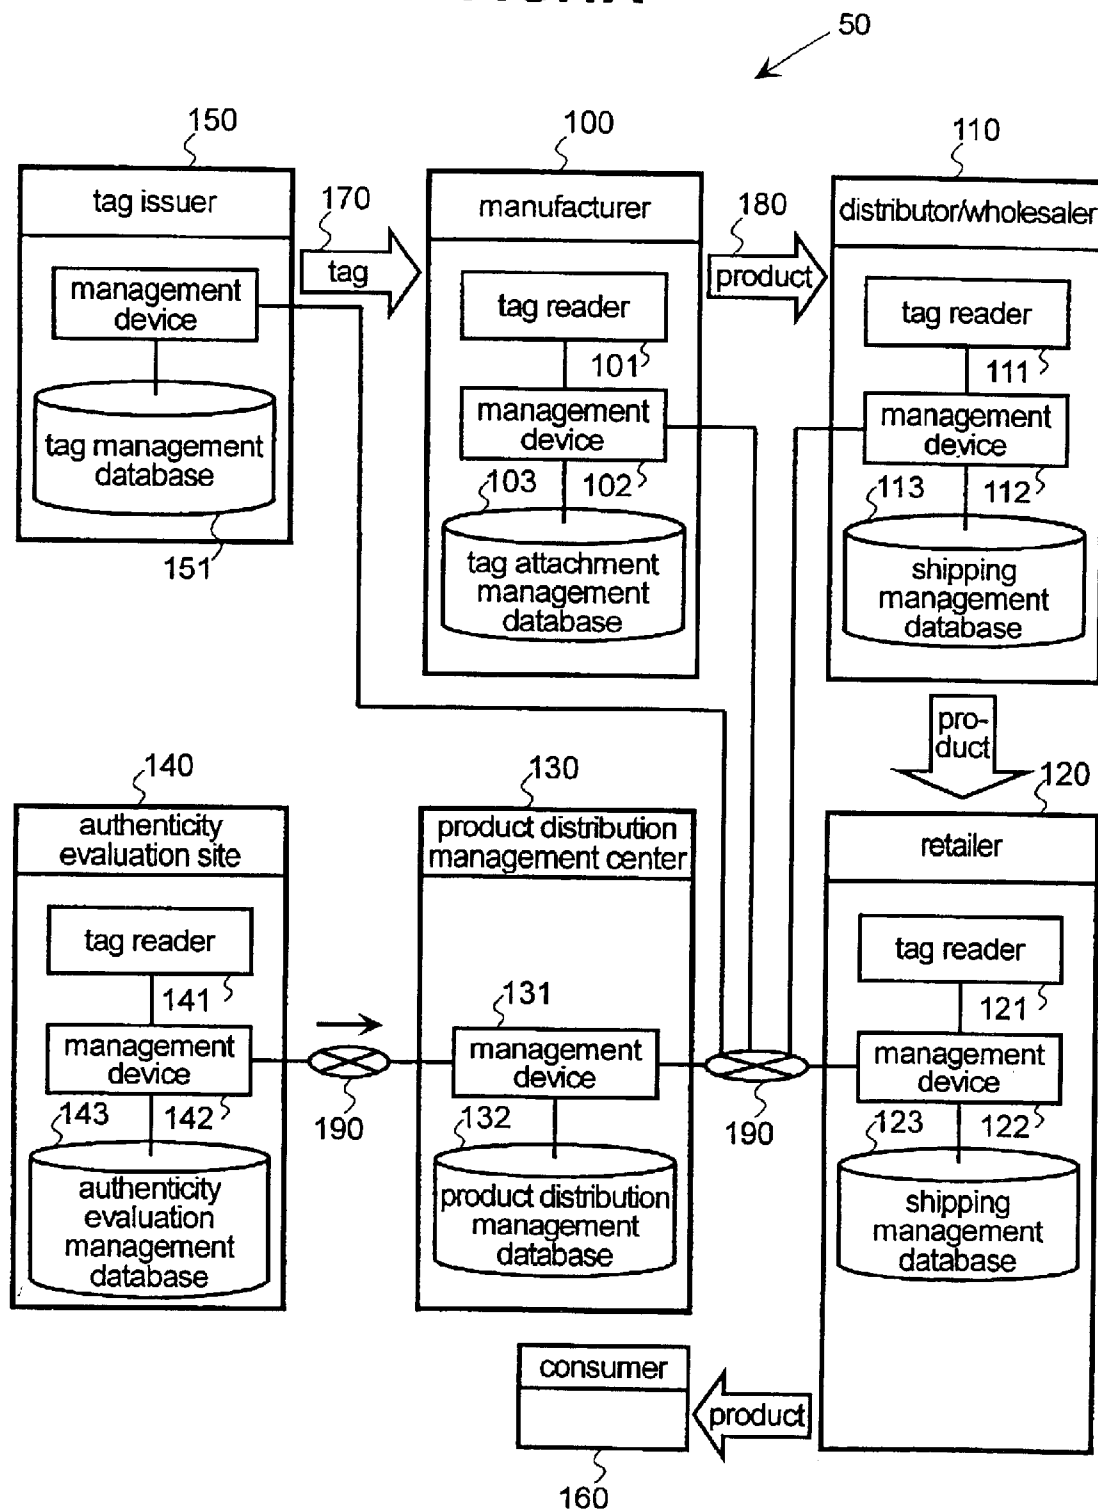 50
150
100
110
tag issuer
170
tag
manufacturer
180
product
distributor/wholesaler
management
device
tag reader
101
tag reader
111
tag management
database
151
management
device
103
102
management
device
113
112
tag attachment
management
database
shipping
management
database
pro-
duct
140
130
120
authenticity
evaluation site
product distribution
management center
retailer
tag reader
141
131
tag reader
121
management
device
143
142
190
management
device
132
190
management
device
123
122
authenticity
evaluation
management
database
product distribution
management
database
shipping
management
database
consumer
product
160